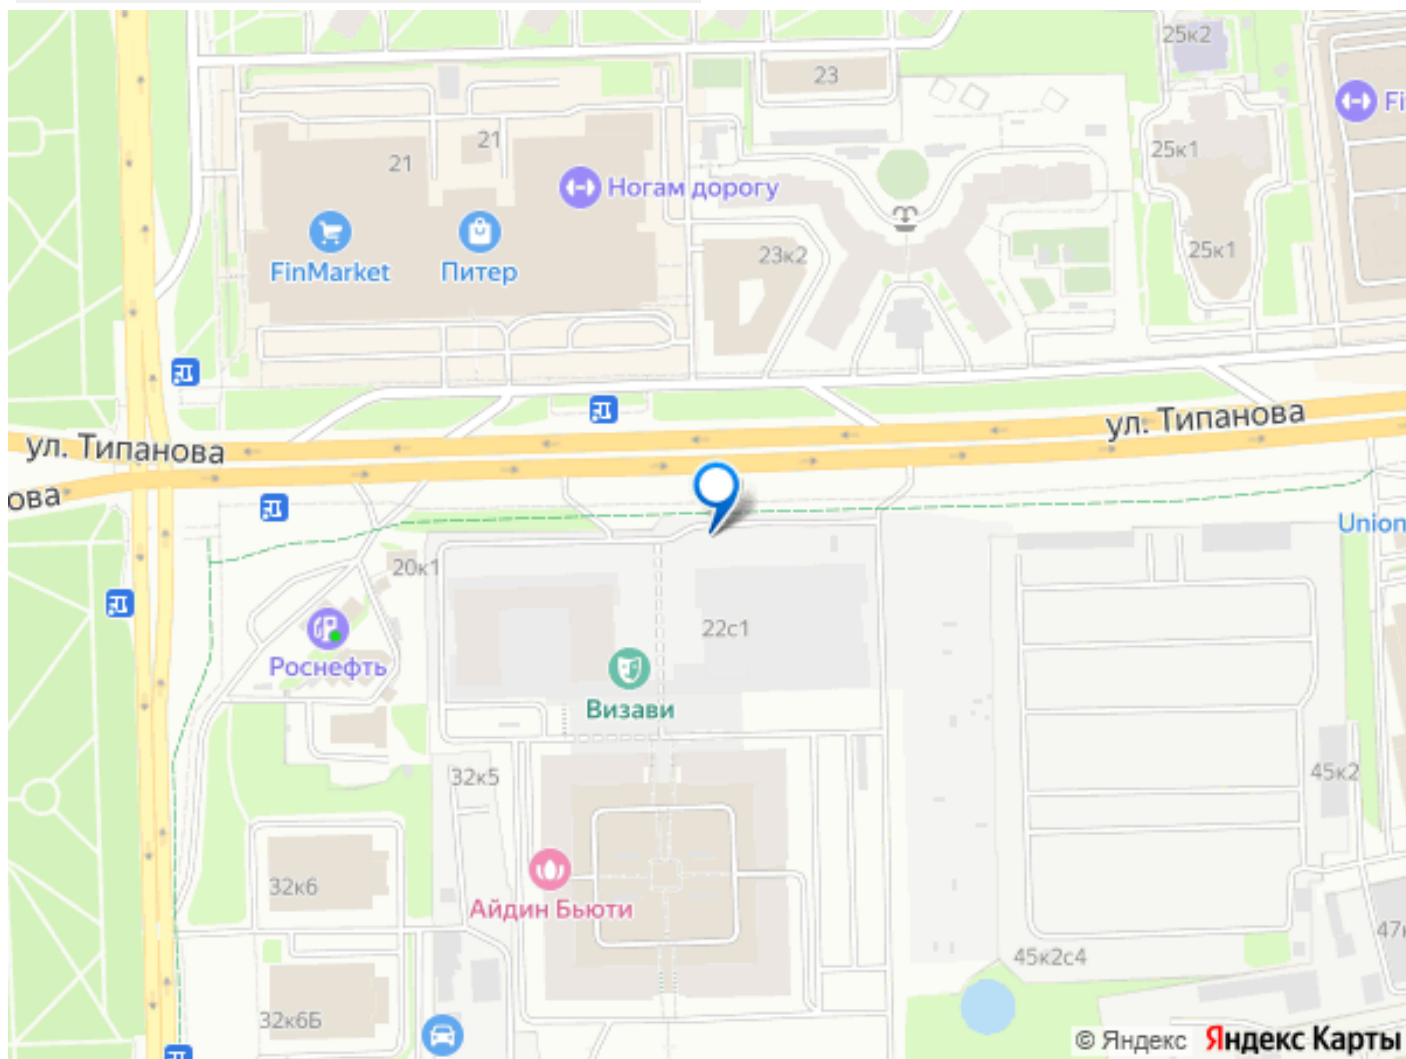 25к2
23
Fi
21
21
25к1
Ногам дорогу
FinMarket
Питер
23к2
25к1
ул. Типанова
ул. Типанова
ова
Union
20к1
22с1
Роснефть
Визави
32к5
45к2
32к6
Айдин Бьюти
47к
45к2с4
32к6Б
© Яндекс Яндекс Карты